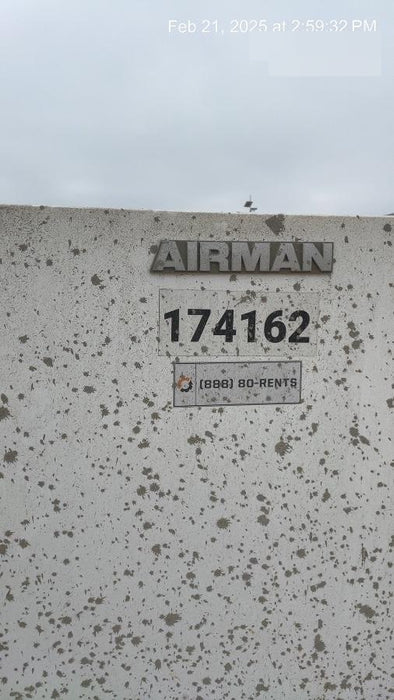 Feb 21, 2025 at 2:59:32 PM
AIRMAN
174162
(888) 80-RENTS